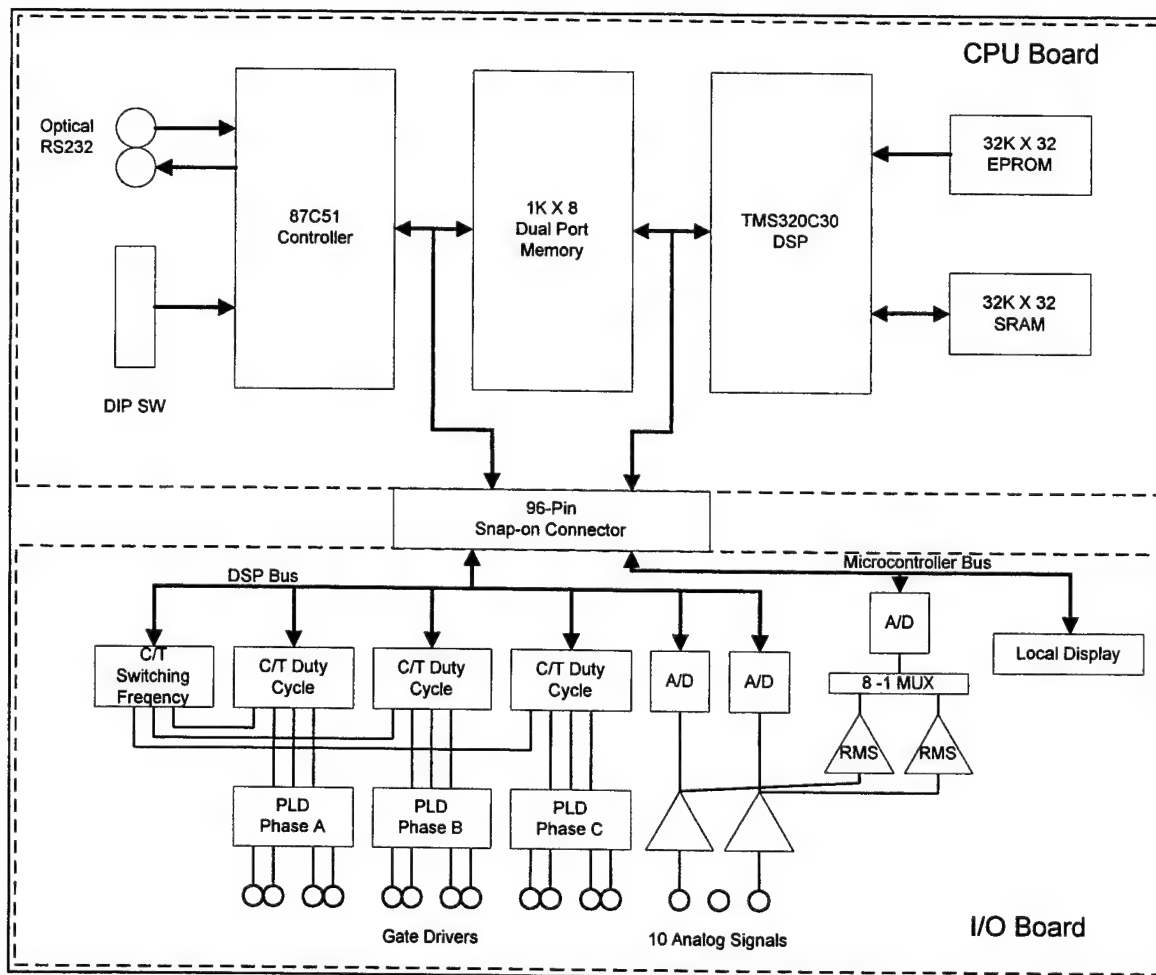 CPU Board
Optical
RS232
87C51
Controller
1K X 8
Dual Port
Memory
TMS320C30
DSP
32K X 32
EPROM
32K X 32
SRAM
DIP SW
96-Pin
Snap-on Connector
DSP Bus
Microcontroller Bus
C/T
Switching
Freqency
C/T Duty
Cycle
C/T Duty
Cycle
C/T Duty
Cycle
A/D
A/D
A/D
Local Display
8 -1 MUX
RMS
RMS
PLD
Phase A
PLD
Phase B
PLD
Phase C
Gate Drivers
10 Analog Signals
I/O Board